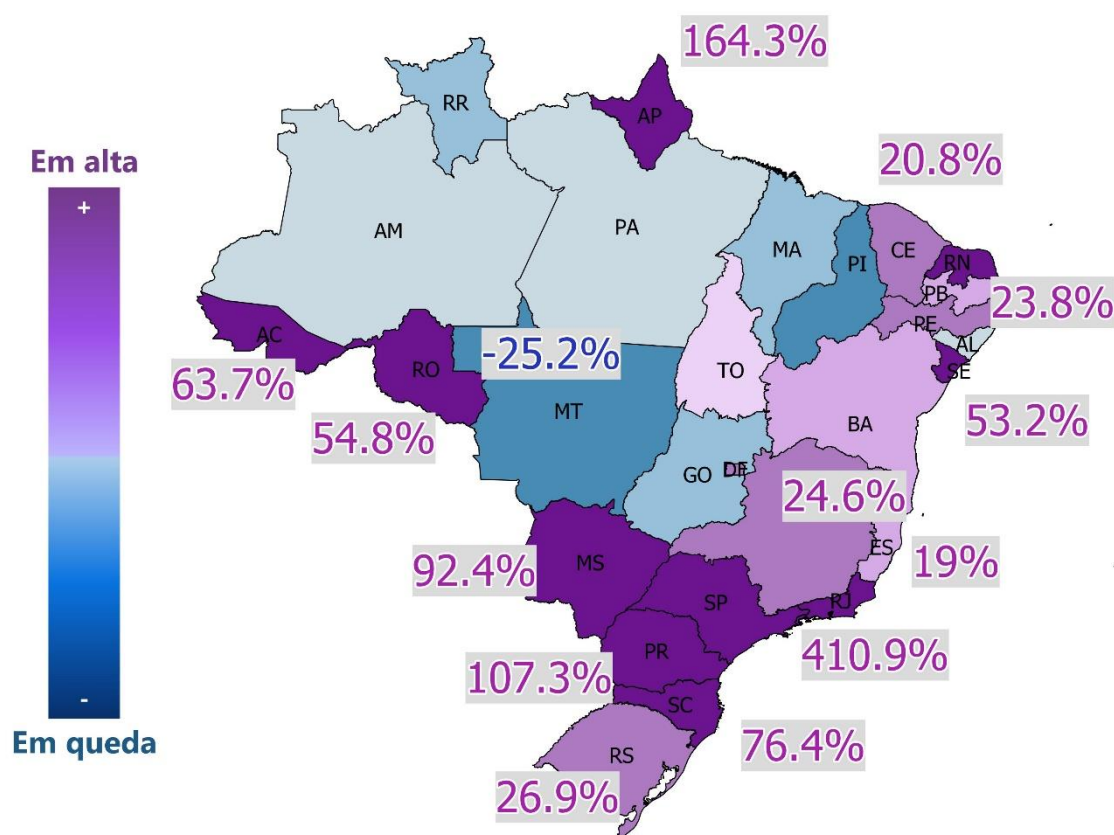 164.3%
RR
AP
Em alta
+
20.8%
AM
PA
MA
PI
CE
RN
PB
23.8%
PE
AL
AC
RO
-25.2%
TO
SE
63.7%
MT
54.8%
BA
53.2%
GO
DF
24.6%
ES
19%
92.4%
MS
SP
RJ
PR
410.9%
107.3%
SC
-
Em queda
RS
76.4%
26.9%